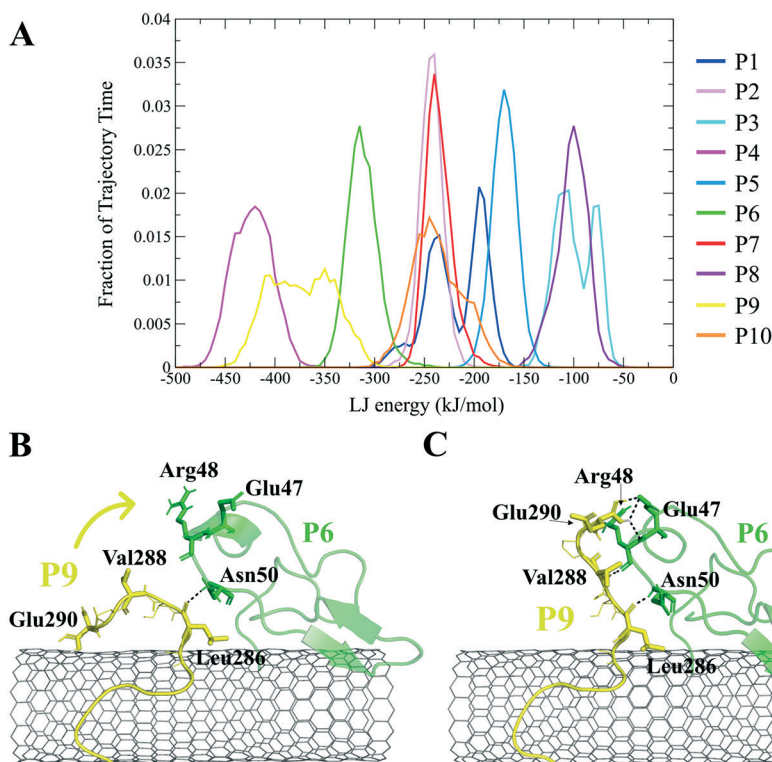 A
Fraction of Trajectory Time
0.04
0.035
0.03
0.025
0.02
0.015
0.01
0.005
0
-500 -450 -400 -350 -300 -250 -200 -150 -100 -50 0
LJ energy (kJ/mol)
P1
P2
P3
P4
P5
P6
P7
P8
P9
P10
B
Arg48
Glu47
P6
P9
Val288
Asn50
Glu290
Leu286
C
Arg48
Glu290
Glu47
P6
Val288
Asn50
P9
Leu286